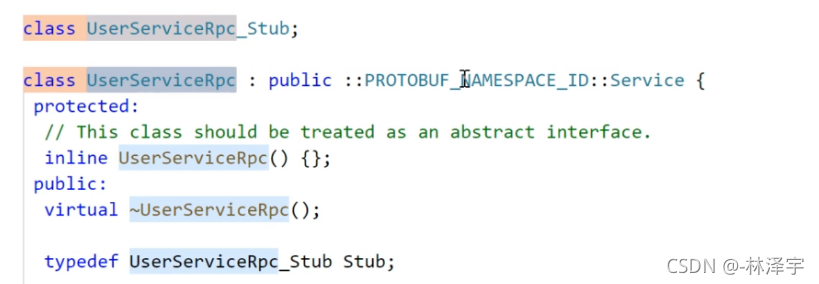 class UserServiceRpc_Stub;
class UserServiceRpc : public ::PROTOBUF_NAMESPACE_ID::Service {
protected:
// This class should be treated as an abstract interface.
inline UserServiceRpc() {};
public:
virtual ~UserServiceRpc();
typedef UserServiceRpc_Stub Stub;
CSDN @-林泽宇